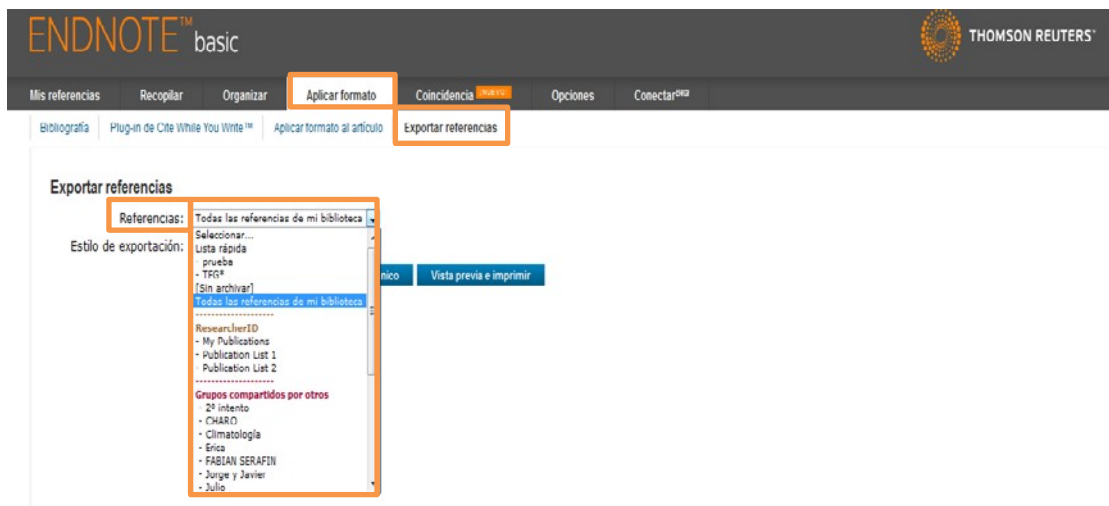 ENDNOTE™ basic
THOMSON REUTERS™
Mis referencias Recopilar Organizar Aplicar formato Coincidencia ¡NUEVO! Opciones Conectar BETA
Bibliografía Plug-in de Cite While You Write™ Aplicar formato al artículo Exportar referencias
Exportar referencias
Referencias: Todas las referencias de mi biblioteca
Seleccionar...
Estilo de exportación: Lista rápida
- prueba
- TFG*
[Sin archivar]
nico Vista previa e imprimir
Todas las referencias de mi biblioteca
--------------------
ResearcherID
- My Publications
- Publication List 1
- Publication List 2
--------------------
Grupos compartidos por otros
- 2º intento
- CHARO
- Climatología
- Erica
- FABIAN SERAFIN
- Jorge y Javier
- Julio